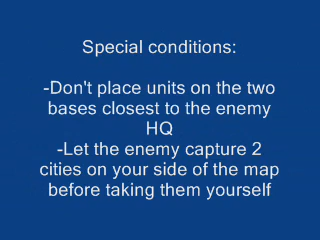 Special conditions:
-Don't place units on the two
bases closest to the enemy
HQ
-Let the enemy capture 2
cities on your side of the map
before taking them yourself